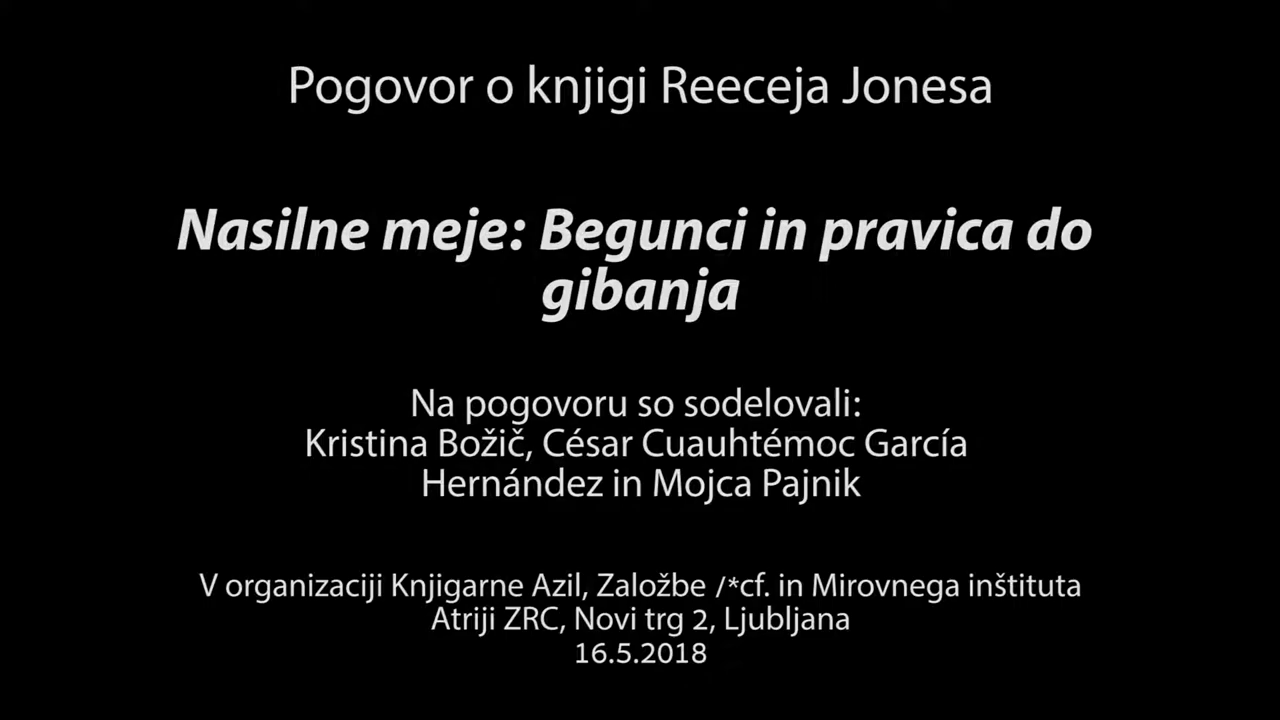 Pogovor o knjigi Reeceja Jonesa
Nasilne meje: Begunci in pravica do
gibanja
Na pogovoru so sodelovali:
Kristina Božič, César Cuauhtémoc García
Hernández in Mojca Pajnik
V organizaciji Knjigarne Azil, Založbe /*cf. in Mirovnega inštituta
Atriji ZRC, Novi trg 2, Ljubljana
16.5.2018